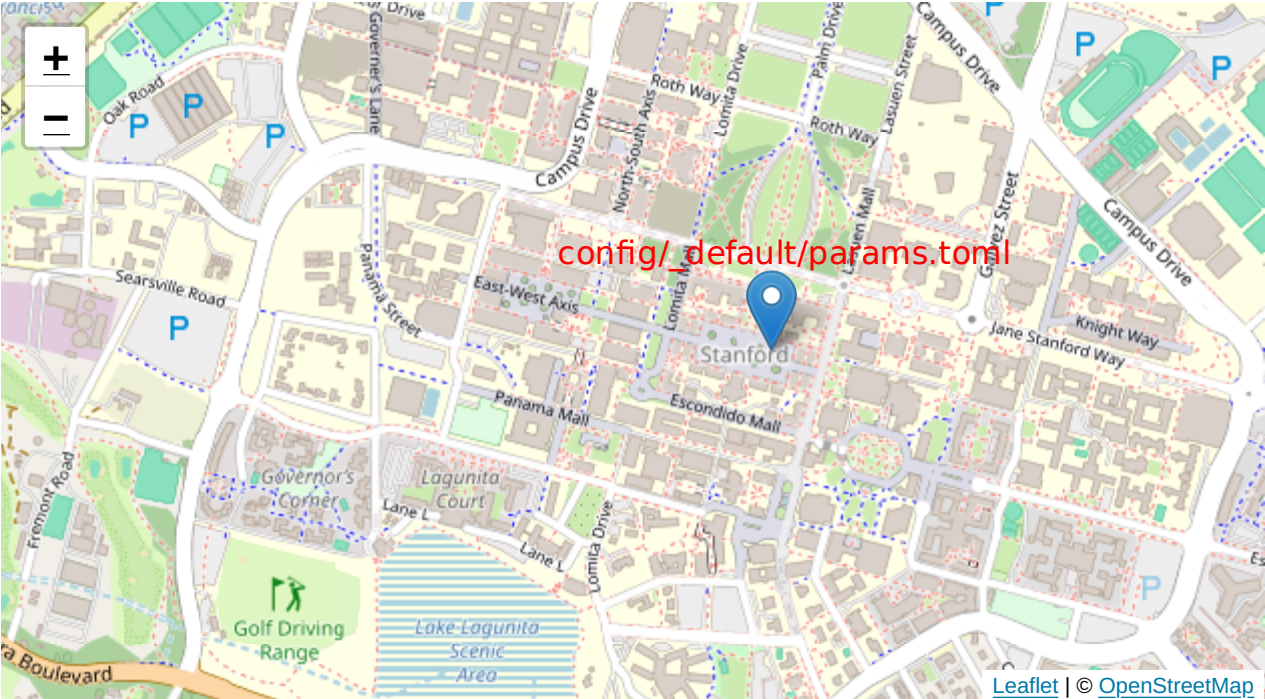 Drive
Governor's Lane
Oak Road
P
P
P
P
P
P
Campus Drive
Palm Drive
Lasuen Street
Lomita Drive
Roth Way
Roth Way
North-South Axis
Campus Drive
Campus Drive
Galvez Street
Lasuen Mall
config/_default/params.toml
Searsville Road
P
Panama Street
East-West Axis
Lomita Mall
Stanford
Jane Stanford Way
Knight Way
Panama Mall
Escondido Mall
Governor's
Corner
Lagunita
Court
Fremont Road
Lane L
Lane L
Lomita Drive
P
Golf Driving
Range
Lake Lagunita
Scenic
Area
ra Boulevard
+
−
Leaflet | © OpenStreetMap